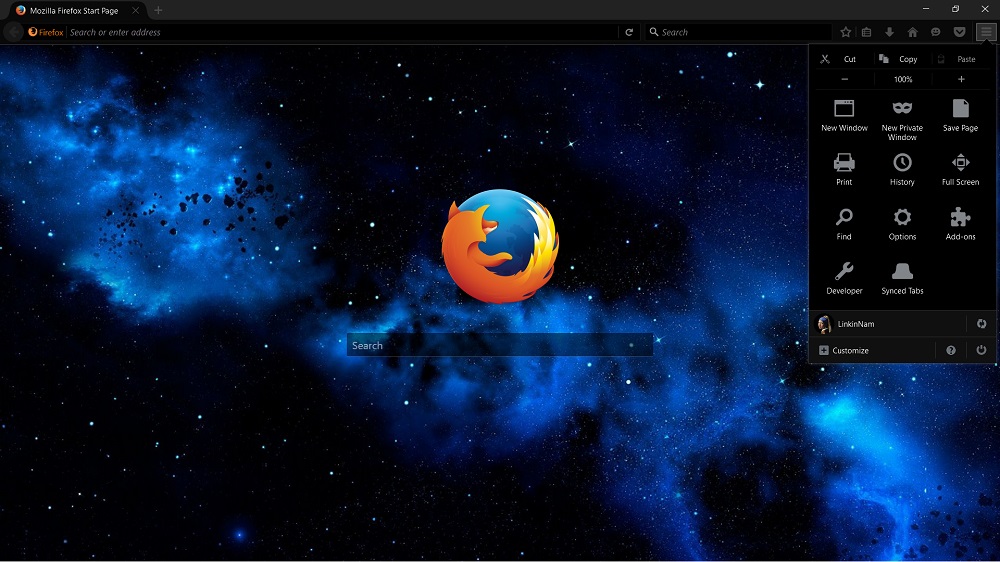 Mozilla Firefox Start Page
Firefox Search or enter address Search
Cut Copy Paste
100%
New Window New Private Window Save Page
Print History Full Screen
Find Options Add-ons
Developer Synced Tabs
LinkinNam
Customize
Search